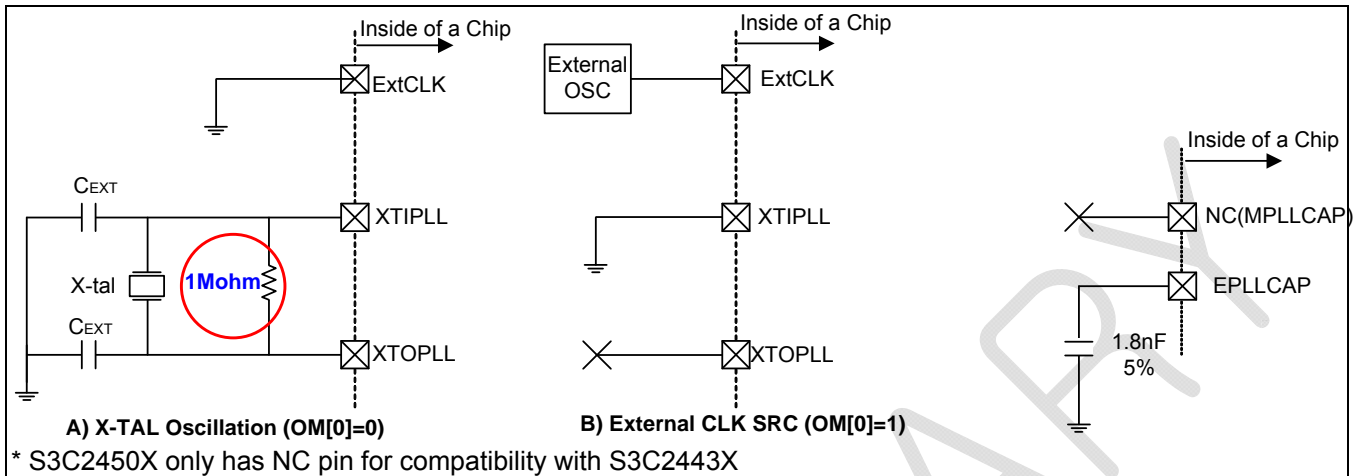 Inside of a Chip
ExtCLK
CEXT
XTIPLL
X-tal
1Mohm
CEXT
XTOPLL
A) X-TAL Oscillation (OM[0]=0)
Inside of a Chip
External
OSC
ExtCLK
XTIPLL
XTOPLL
B) External CLK SRC (OM[0]=1)
Inside of a Chip
NC(MPLLCAP)
EPLLCAP
1.8nF
5%
* S3C2450X only has NC pin for compatibility with S3C2443X